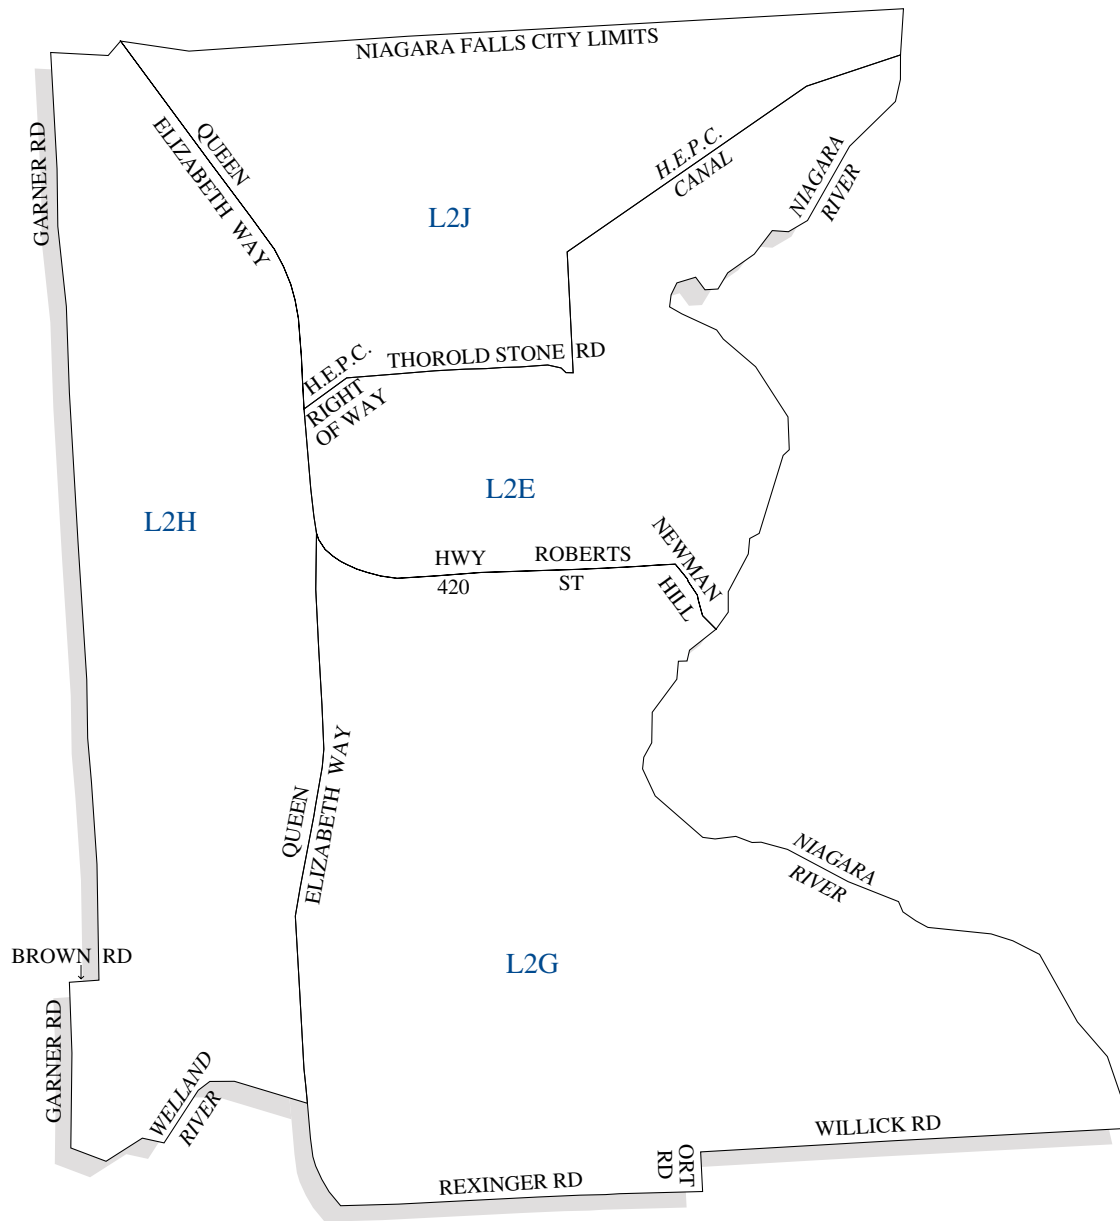 NIAGARA FALLS CITY LIMITS
GARNER RD
QUEEN
ELIZABETH WAY
H.E.P.C.
CANAL
NIAGARA
RIVER
L2J
H.E.P.C.
RIGHT
OF WAY
THOROLD STONE RD
L2E
L2H
HWY
420
ROBERTS
ST
NEWMAN
HILL
QUEEN
ELIZABETH WAY
NIAGARA
RIVER
BROWN RD
L2G
GARNER RD
WELLAND
RIVER
WILLICK RD
ORT
RD
REXINGER RD